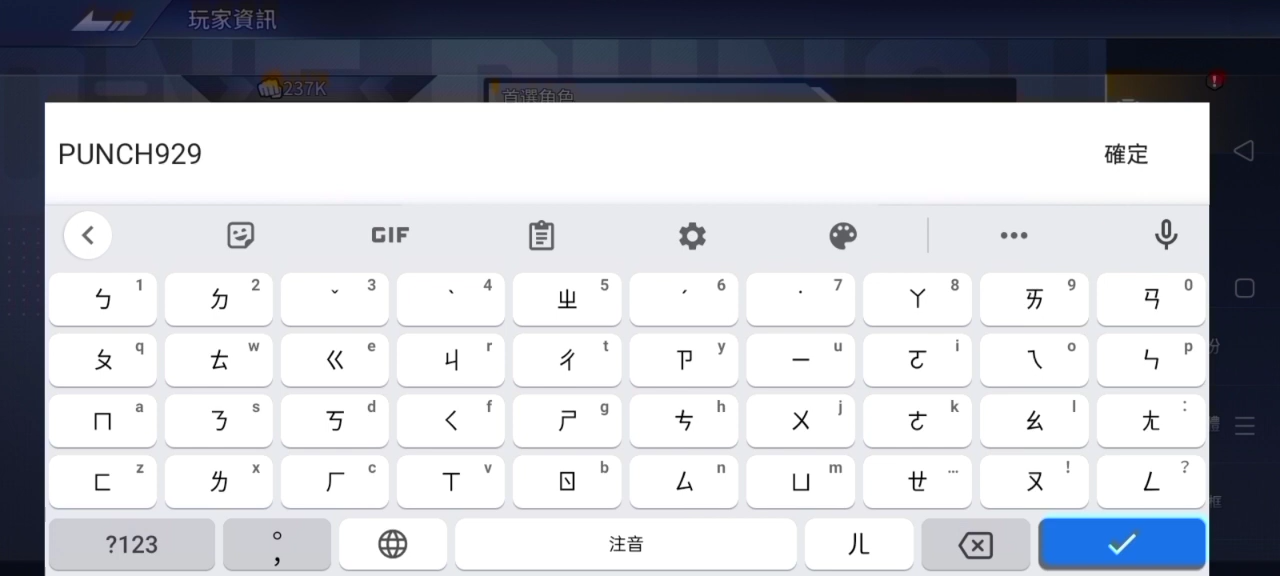 玩家資訊
237K
首選角色
PUNCH929
確定
GIF
ㄅ 1 ㄉ 2 ˇ 3 ˋ 4 ㄓ 5 ˊ 6 ˙ 7 ㄚ 8 ㄞ 9 ㄢ 0
ㄆ q ㄊ w ㄍ e ㄐ r ㄔ t ㄗ y ㄧ u ㄛ i ㄟ o ㄣ p
ㄇ a ㄋ s ㄎ d ㄑ f ㄕ g ㄘ h ㄨ j ㄜ k ㄠ l ㄤ :
ㄈ z ㄌ x ㄏ c ㄒ v ㄖ b ㄙ n ㄩ m ㄝ … ㄡ ! ㄥ ?
?123 ° , 注音 ㄦ